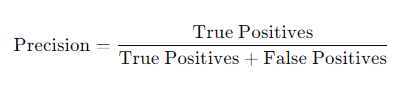 Precision = True Positives / True Positives + False Positives